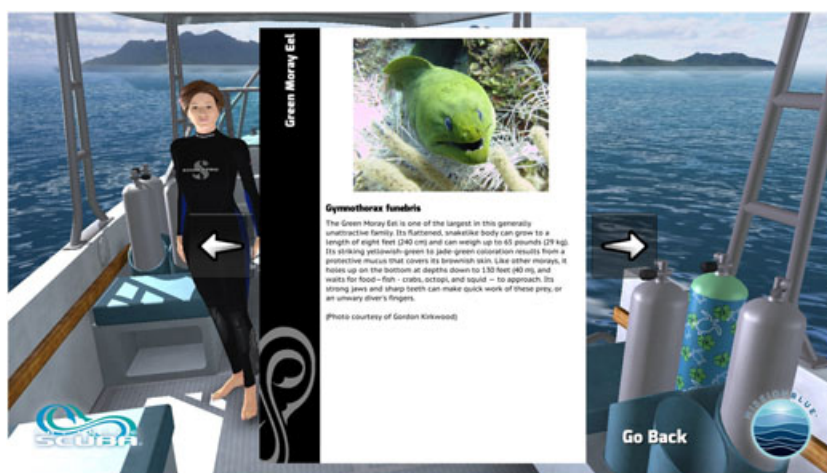 Green Moray Eel
Gymnothorax funebris
The Green Moray Eel is one of the largest in this generally
unattractive family. Its flattened, snakelike body can grow to a
length of eight feet (240 cm) and can weigh up to 65 pounds (29 kg).
Its striking yellowish-green to jade-green coloration results from a
protective mucus that covers its brownish skin. Like other morays, it
holes up on the bottom at depths down to 130 feet (40 m), and
waits for food – fish - crabs, octopi, and squid — to approach. Its
strong jaws and sharp teeth can make quick work of these prey, or
an unwary diver's fingers.
(Photo courtesy of Gordon Kirkwood)
SCUBA
Go Back
MISSION BLUE